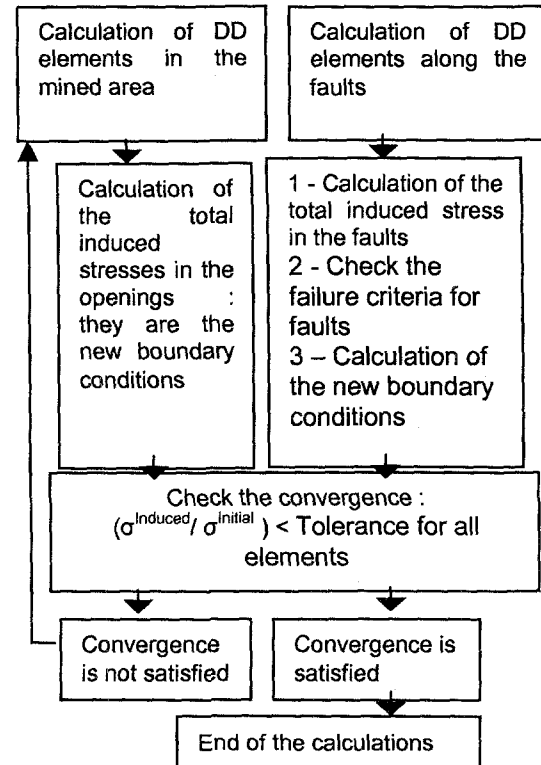 Calculation of DD
elements in the
mined area
Calculation of DD
elements along the
faults
Calculation of
the total
induced
stresses in the
openings :
they are the
new boundary
conditions
1 - Calculation of the
total induced stress
in the faults
2 - Check the
failure criteria for
faults
3 – Calculation of
the new boundary
conditions
Check the convergence :
(σ^Induced/ σ^Initial ) < Tolerance for all
elements
Convergence
is not satisfied
Convergence is
satisfied
End of the calculations